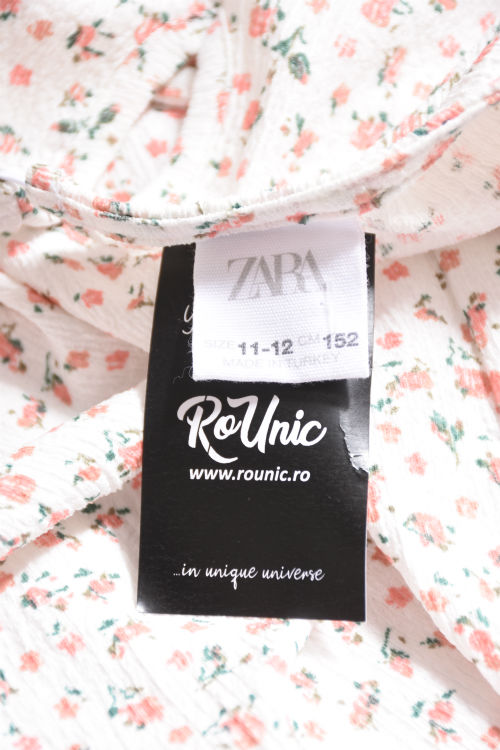 ZARA
SIZE 11-12 CM 152
MADE IN TURKEY
RoUnic
www.rounic.ro
...in unique universe